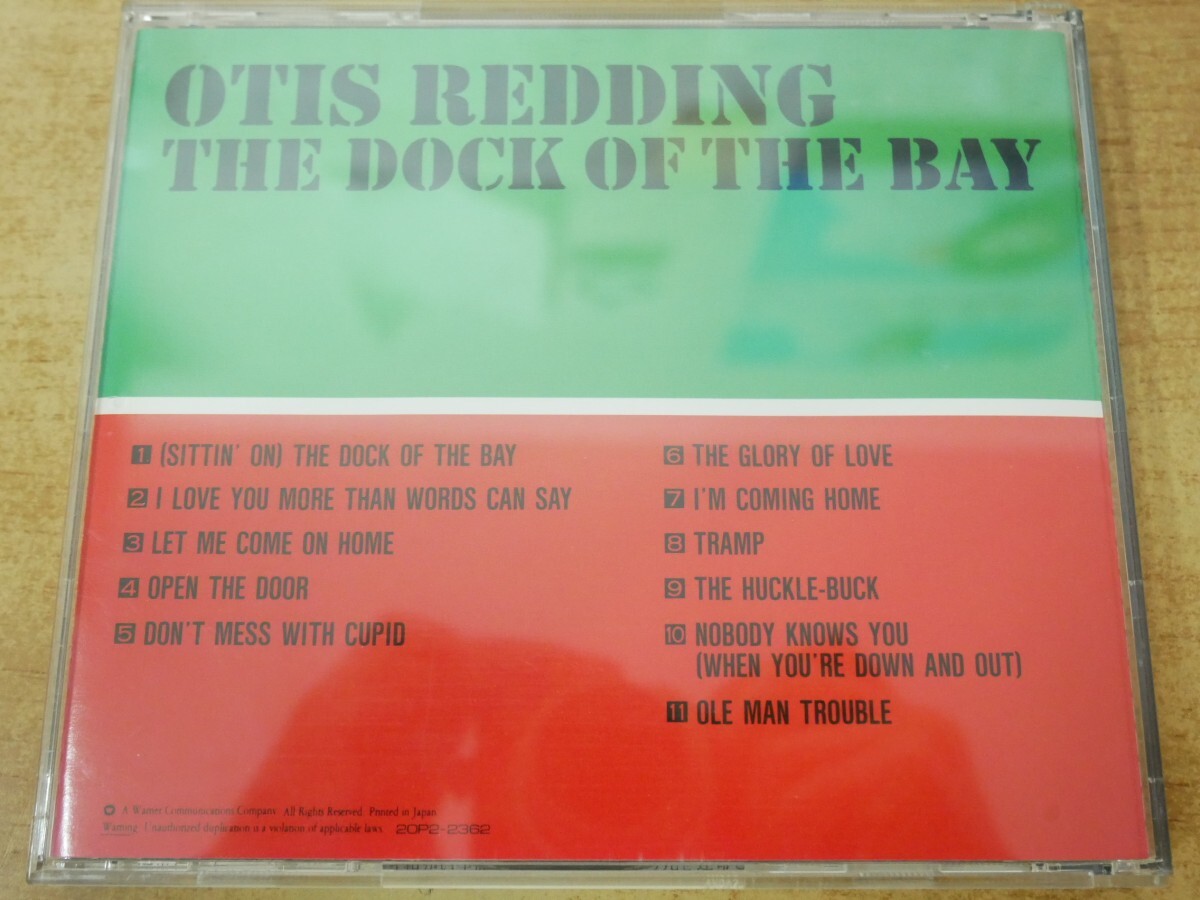 OTIS REDDING
THE DOCK OF THE BAY
1 (SITTIN' ON) THE DOCK OF THE BAY
2 I LOVE YOU MORE THAN WORDS CAN SAY
3 LET ME COME ON HOME
4 OPEN THE DOOR
5 DON'T MESS WITH CUPID
6 THE GLORY OF LOVE
7 I'M COMING HOME
8 TRAMP
9 THE HUCKLE-BUCK
10 NOBODY KNOWS YOU
(WHEN YOU'RE DOWN AND OUT)
11 OLE MAN TROUBLE
A Warner Communications Company. All Rights Reserved. Printed in Japan
Warning: Unauthorized duplication is a violation of applicable laws. 20P2-2362